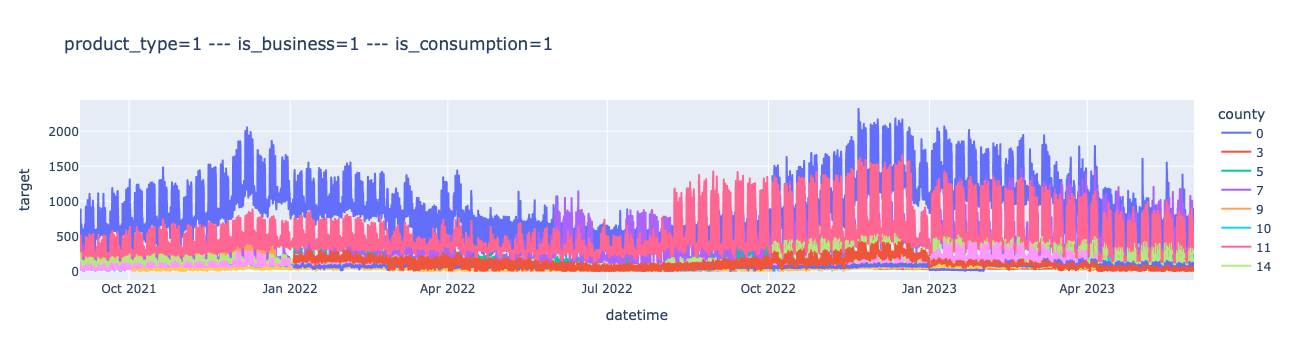 product_type=1 --- is_business=1 --- is_consumption=1
county
0
3
5
7
9
10
11
14
2000
1500
1000
500
0
target
Oct 2021 Jan 2022 Apr 2022 Jul 2022 Oct 2022 Jan 2023 Apr 2023
datetime